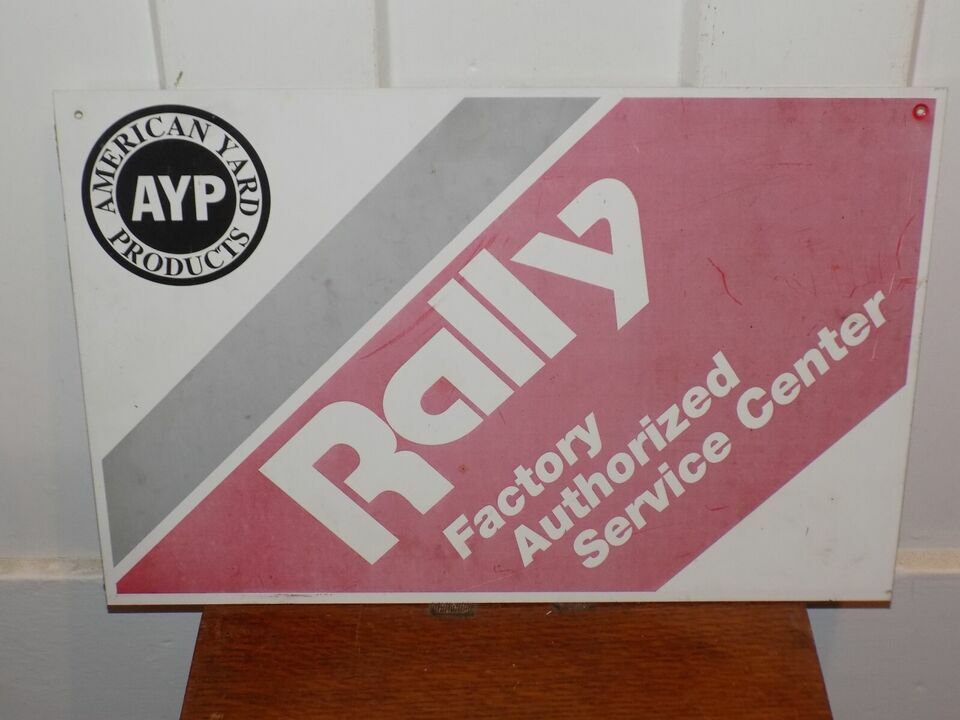 AMERICAN YARD
AYP
PRODUCTS
Rally
Factory
Authorized
Service Center